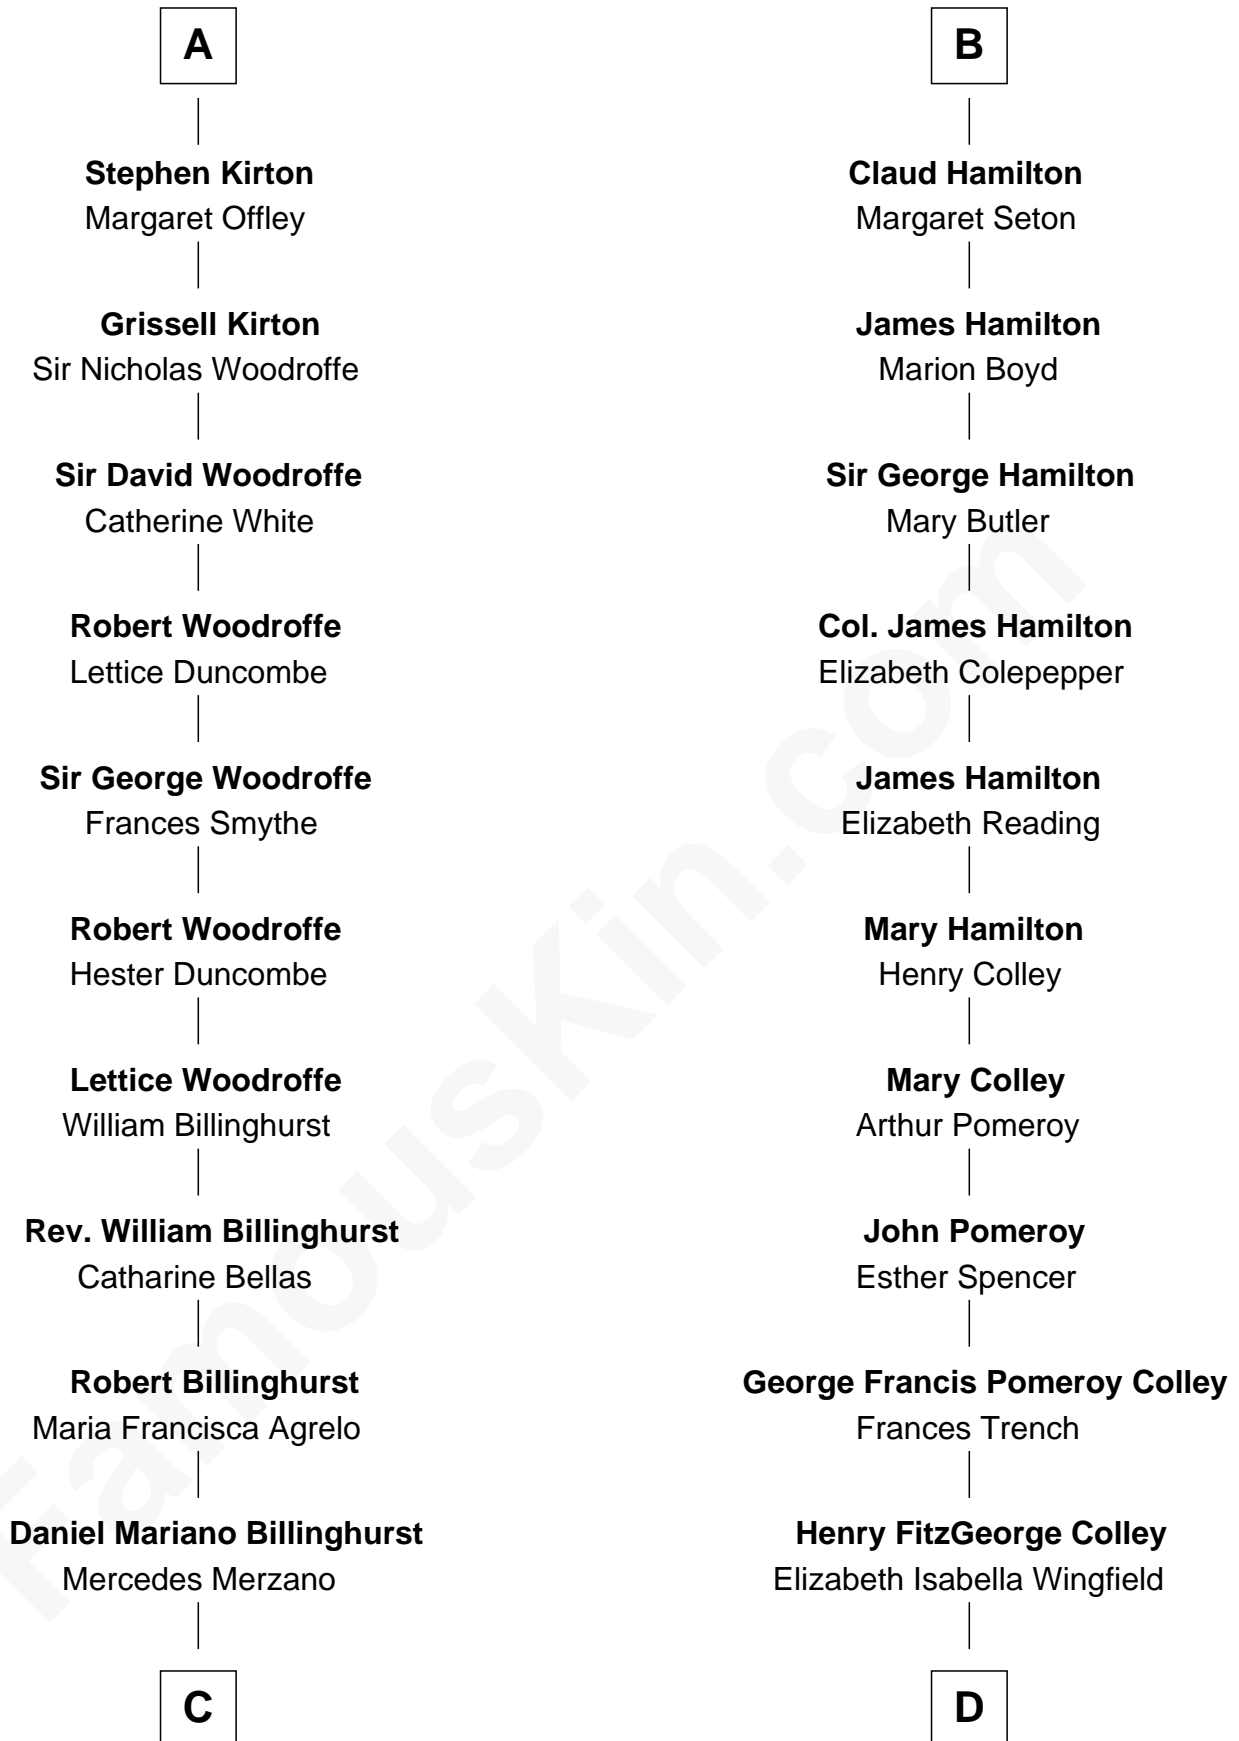 A
Stephen Kirton
Margaret Offley
Grissell Kirton
Sir Nicholas Woodroffe
Sir David Woodroffe
Catherine White
Robert Woodroffe
Lettice Duncombe
Sir George Woodroffe
Frances Smythe
Robert Woodroffe
Hester Duncombe
Lettice Woodroffe
William Billinghurst
Rev. William Billinghurst
Catharine Bellas
Robert Billinghurst
Maria Francisca Agrelo
Daniel Mariano Billinghurst
Mercedes Merzano
C
B
Claud Hamilton
Margaret Seton
James Hamilton
Marion Boyd
Sir George Hamilton
Mary Butler
Col. James Hamilton
Elizabeth Colepepper
James Hamilton
Elizabeth Reading
Mary Hamilton
Henry Colley
Mary Colley
Arthur Pomeroy
John Pomeroy
Esther Spencer
George Francis Pomeroy Colley
Frances Trench
Henry FitzGeorge Colley
Elizabeth Isabella Wingfield
D
FamousKin.com